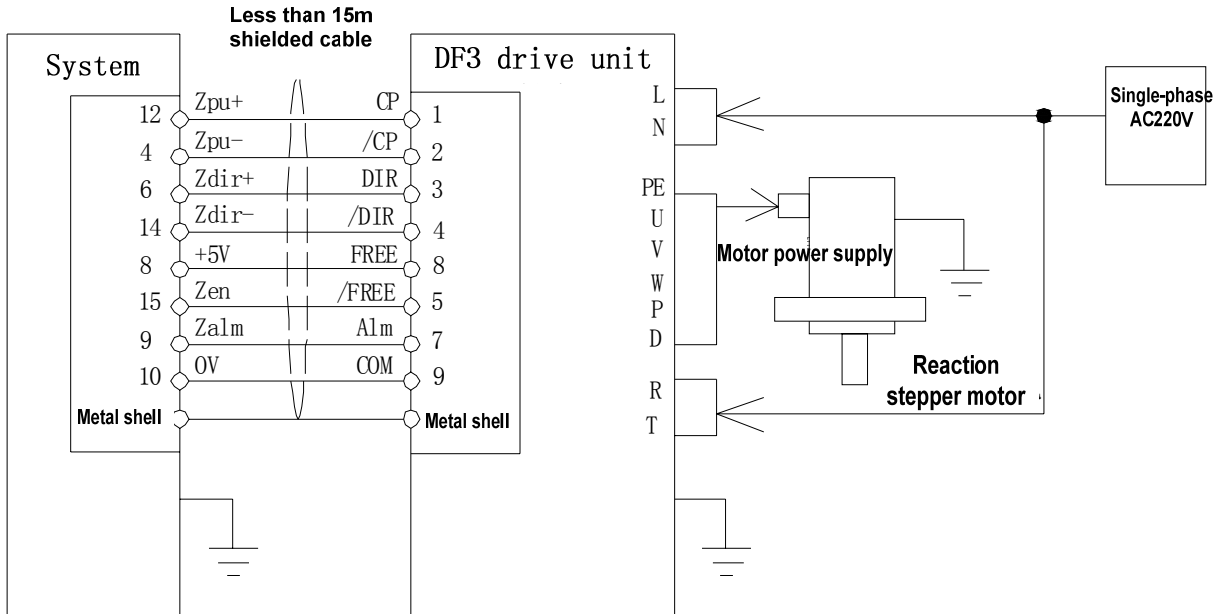 Less than 15m
shielded cable
System
DF3 drive unit
12 Zpu+ CP 1
4 Zpu- /CP 2
6 Zdir+ DIR 3
14 Zdir- /DIR 4
8 +5V FREE 8
15 Zen /FREE 5
9 Zalm Alm 7
10 0V COM 9
Metal shell Metal shell
L
N
PE
U
V
W
P
D
R
T
Single-phase
AC220V
Motor power supply
Reaction
stepper motor